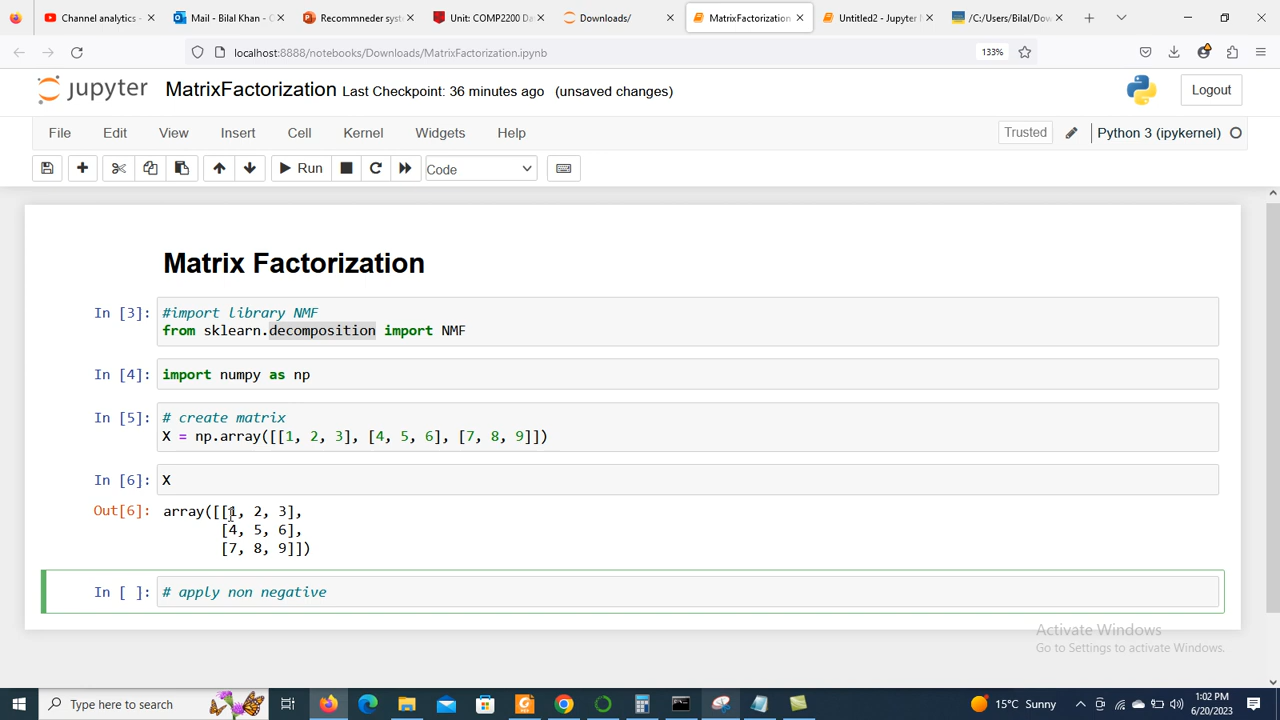 Channel analytics -
Mail - Bilal Khan - O
Recommneder sys
Unit: COMP2200 Da
Downloads/
MatrixFactorization
Untitled2 - Jupyter
/C:/Users/Bilal/Dow
localhost:8888/notebooks/Downloads/MatrixFactorization.ipynb
133%
jupyter MatrixFactorization Last Checkpoint: 36 minutes ago (unsaved changes)
Logout
File Edit View Insert Cell Kernel Widgets Help
Trusted
Python 3 (ipykernel)
Run
Code
Matrix Factorization
In [3]: #import library NMF
from sklearn.decomposition import NMF
In [4]: import numpy as np
In [5]: # create matrix
X = np.array([[1, 2, 3], [4, 5, 6], [7, 8, 9]])
In [6]: X
Out[6]: array([[1, 2, 3],
[4, 5, 6],
[7, 8, 9]])
In [ ]: # apply non negative
Activate Windows
Go to Settings to activate Windows.
Type here to search
15°C Sunny
1:02 PM
6/20/2023